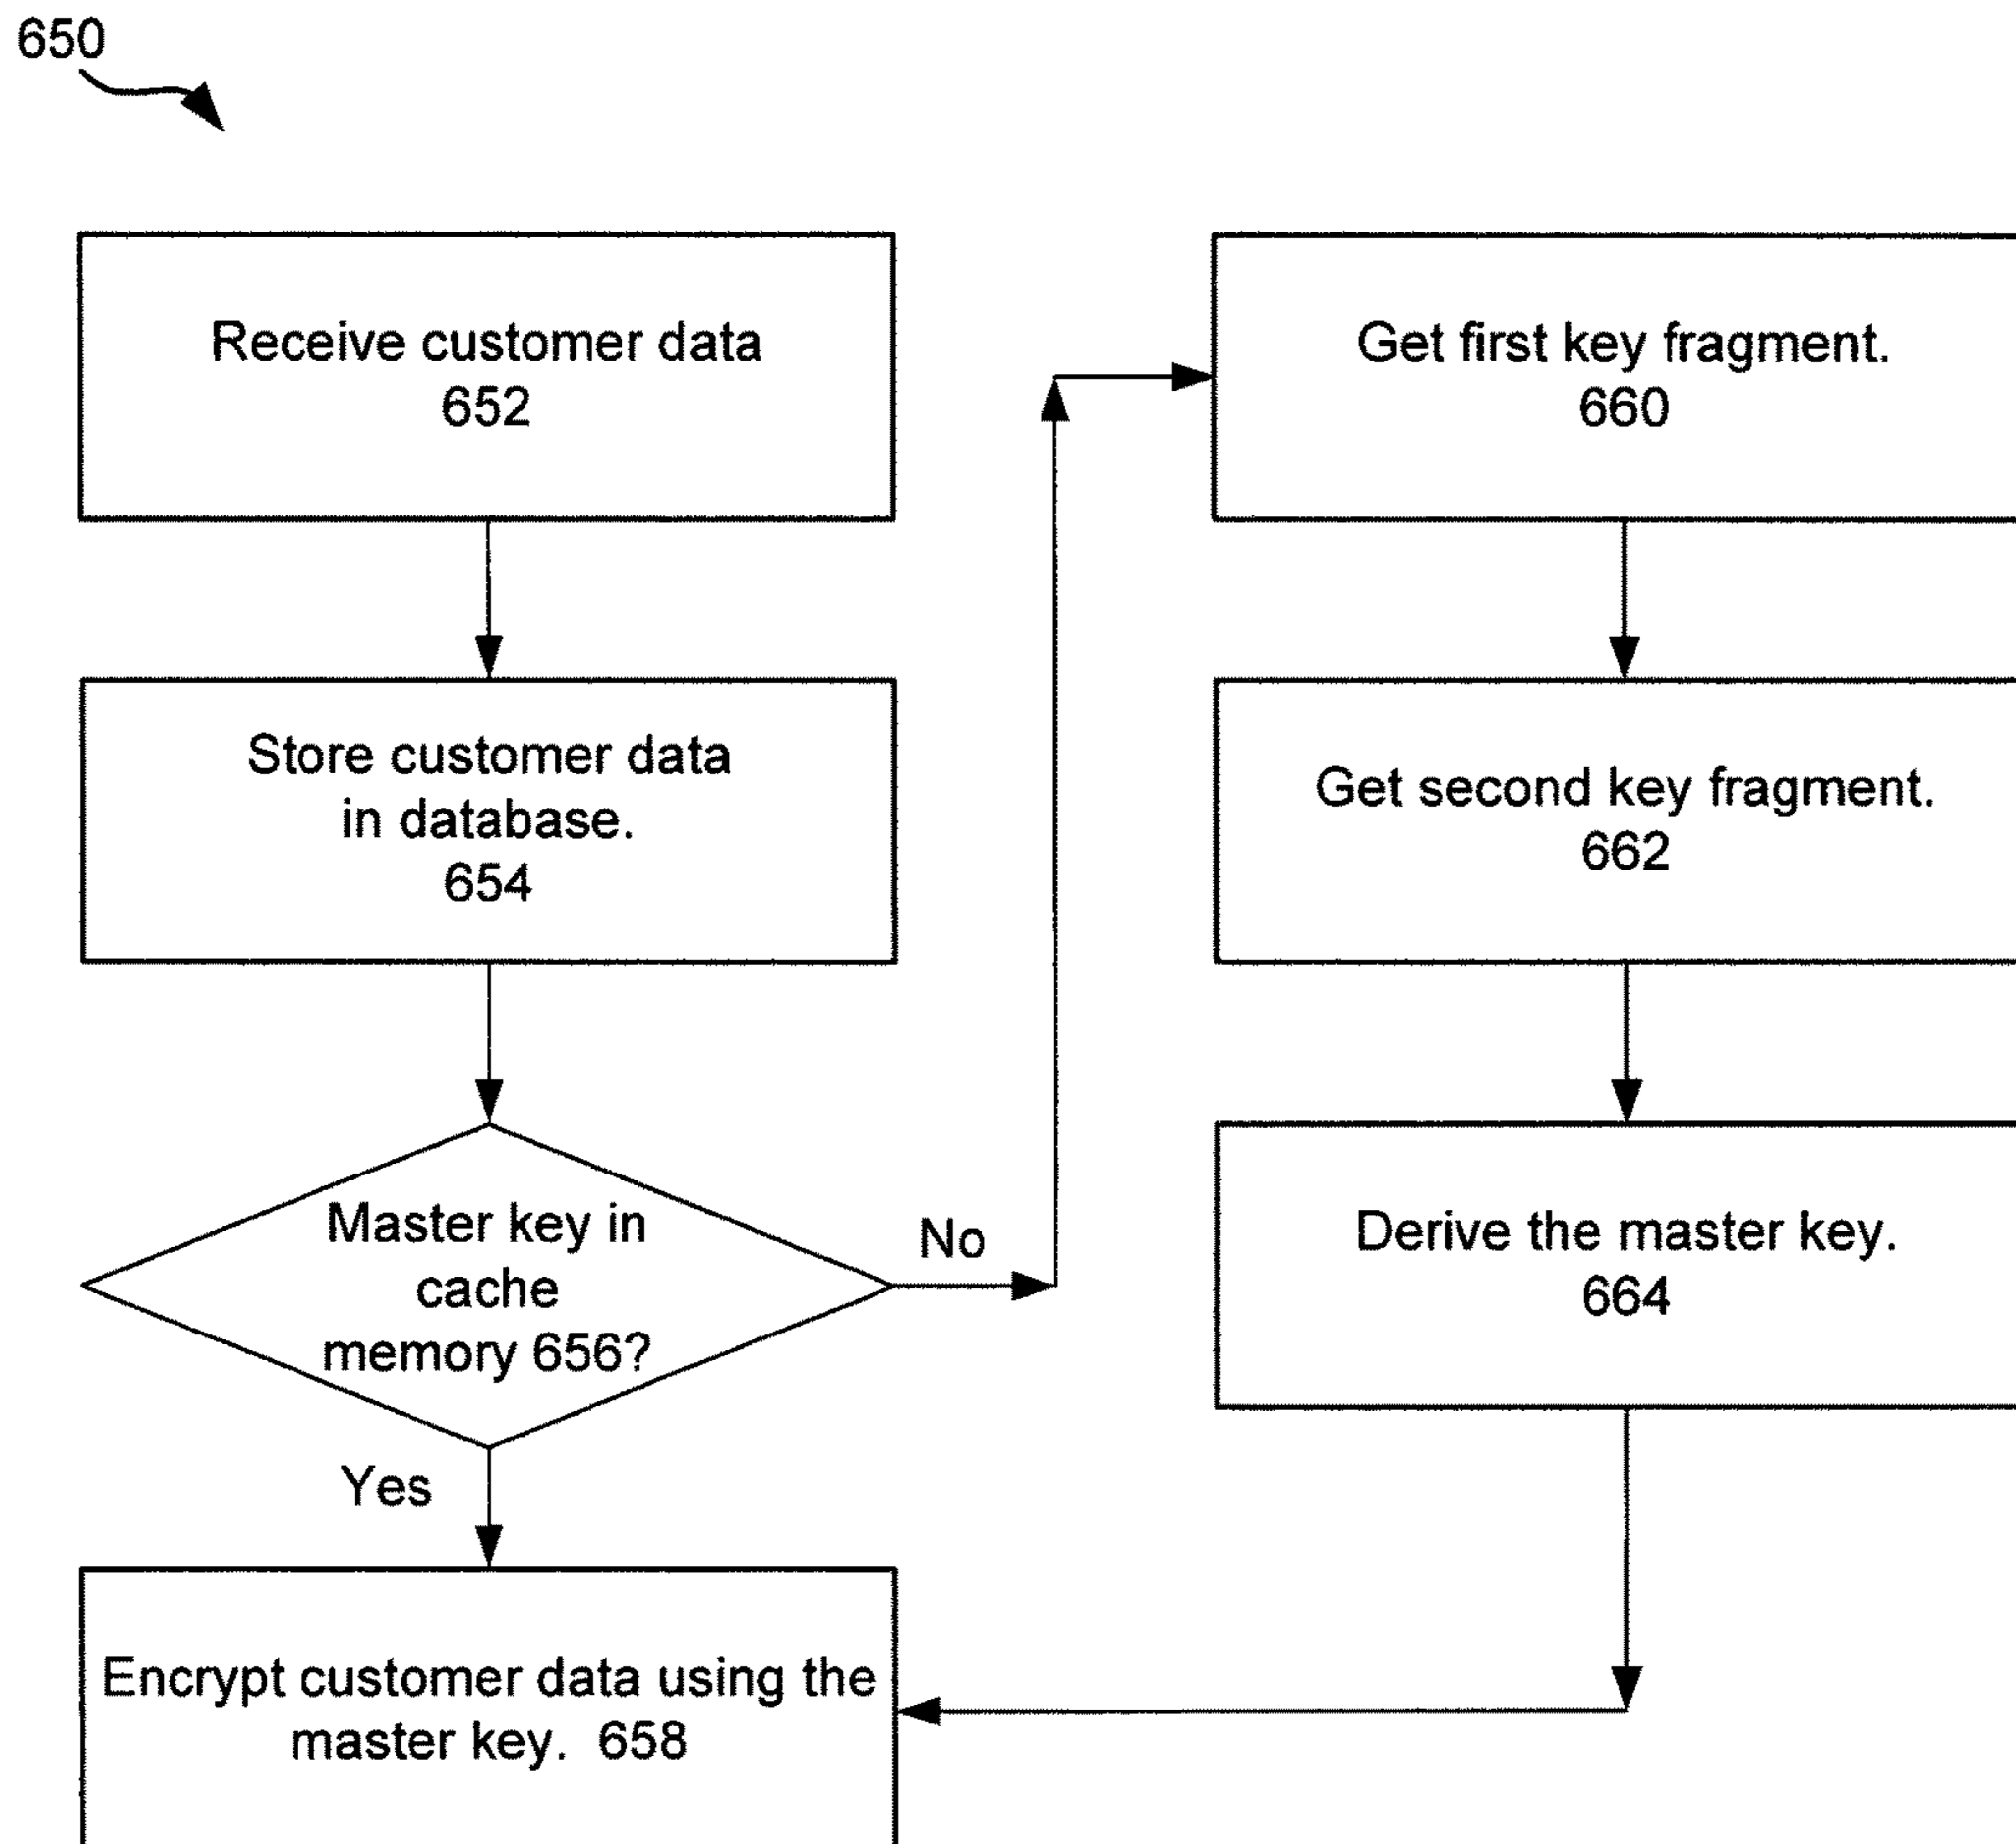 650
Receive customer data
652
Store customer data
in database.
654
Master key in
cache
memory 656?
No
Yes
Encrypt customer data using the
master key. 658
Get first key fragment.
660
Get second key fragment.
662
Derive the master key.
664